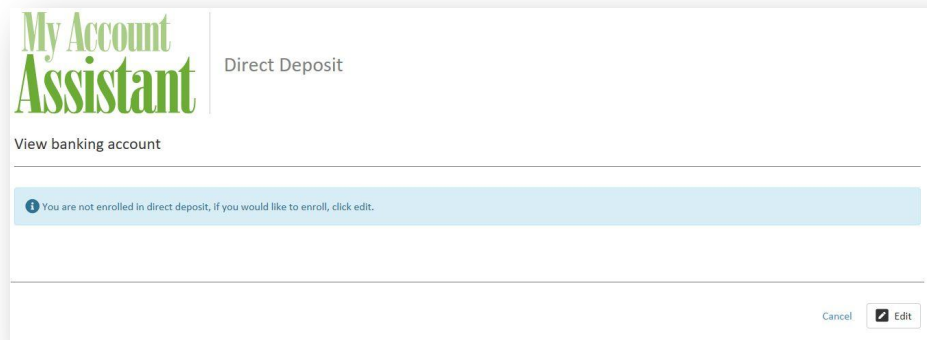 My Account
Assistant
Direct Deposit
View banking account
You are not enrolled in direct deposit, if you would like to enroll, click edit.
Cancel
Edit